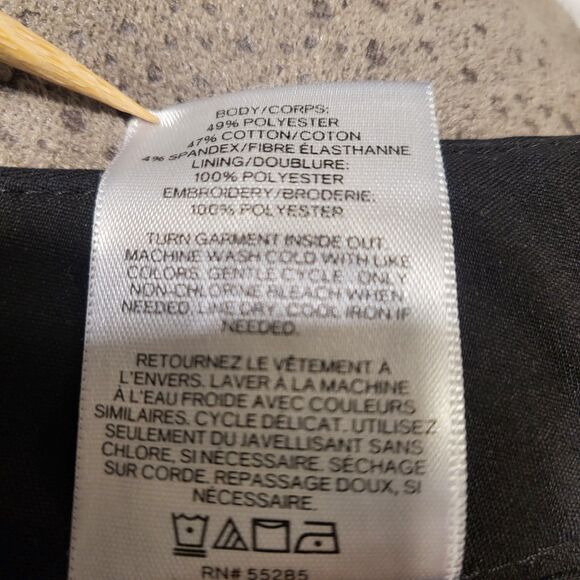 BODY/CORPS:
49% POLYESTER
47% COTTON/COTON
4% SPANDEX/FIBRE ÉLASTHANNE
LINING/DOUBLURE:
100% POLYESTER
EMBROIDERY/BRODERIE:
100% POLYESTER
TURN GARMENT INSIDE OUT.
MACHINE WASH COLD WITH LIKE
COLORS. GENTLE CYCLE. ONLY
NON-CHLORINE BLEACH WHEN
NEEDED. LINE DRY. COOL IRON IF
NEEDED.
RETOURNEZ LE VÊTEMENT À
L'ENVERS. LAVER À LA MACHINE
À L'EAU FROIDE AVEC COULEURS
SIMILAIRES. CYCLE DÉLICAT. UTILISEZ
SEULEMENT DU JAVELLISANT SANS
CHLORE, SI NÉCESSAIRE. SÉCHAGE
SUR CORDE. REPASSAGE DOUX, SI
NÉCESSAIRE.
RN# 55285